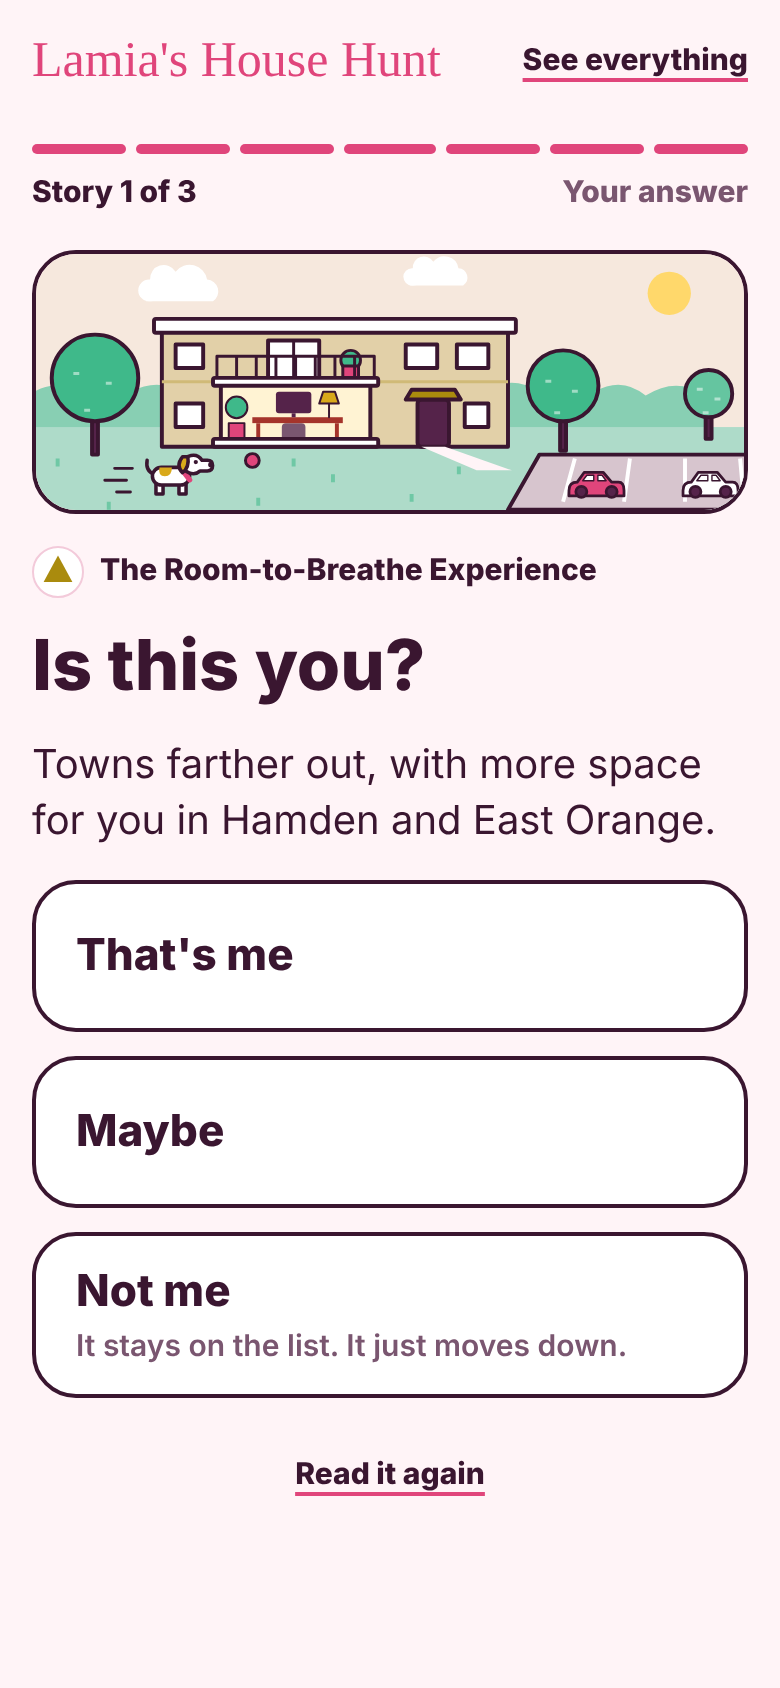 Lamia's House Hunt
See everything
Story 1 of 3
Your answer
The Room-to-Breathe Experience
Is this you?
Towns farther out, with more space
for you in Hamden and East Orange.
That's me
Maybe
Not me
It stays on the list. It just moves down.
Read it again